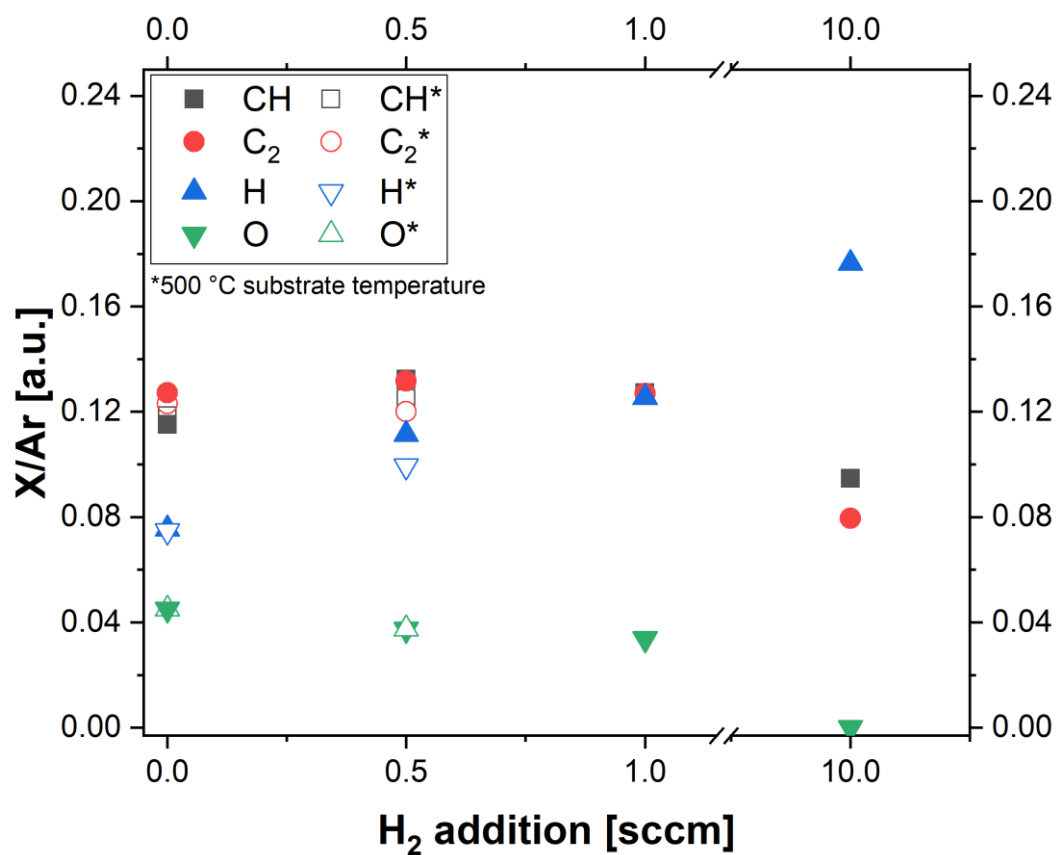 0.0 0.5 1.0 10.0
0.24 0.24
CH CH*
C₂ C₂*
0.20 H H* 0.20
O O*
*500 °C substrate temperature
0.16 0.16
X/Ar [a.u.]
0.12 0.12
0.08 0.08
0.04 0.04
0.00 0.00
0.0 0.5 1.0 10.0
H₂ addition [sccm]